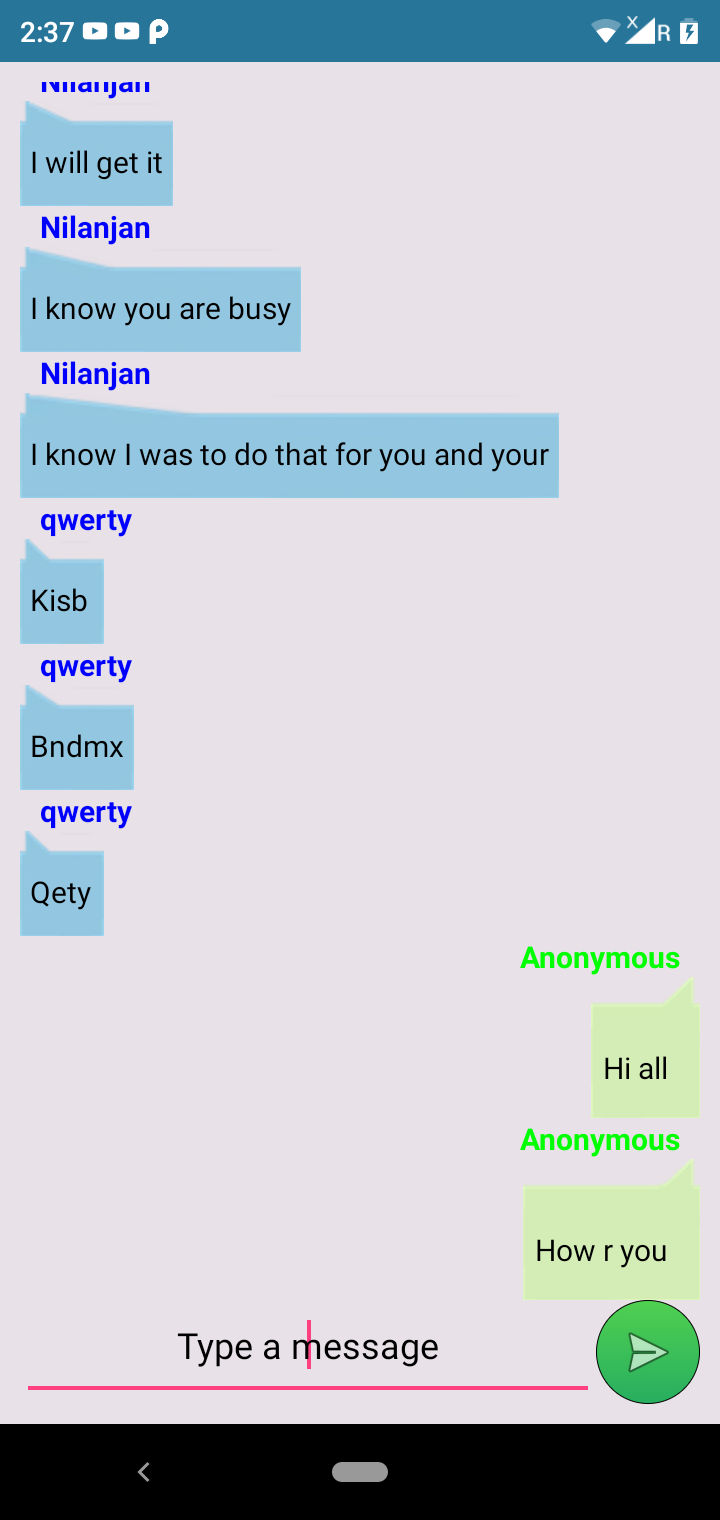 2:37
R
Nilanjan
I will get it
Nilanjan
I know you are busy
Nilanjan
I know I was to do that for you and your
qwerty
Kisb
qwerty
Bndmx
qwerty
Qety
Anonymous
Hi all
Anonymous
How r you
Type a message